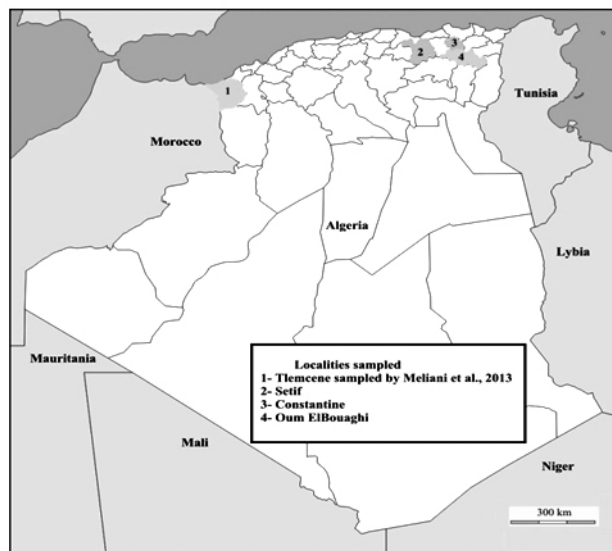 1
2
3
4
Tunisia
Morocco
Algeria
Lybia
Mauritania
Localities sampled
1- Tlemcene sampled by Meliani et al., 2013
2- Setif
3- Constantine
4- Oum ElBouaghi
Mali
Niger
300 km